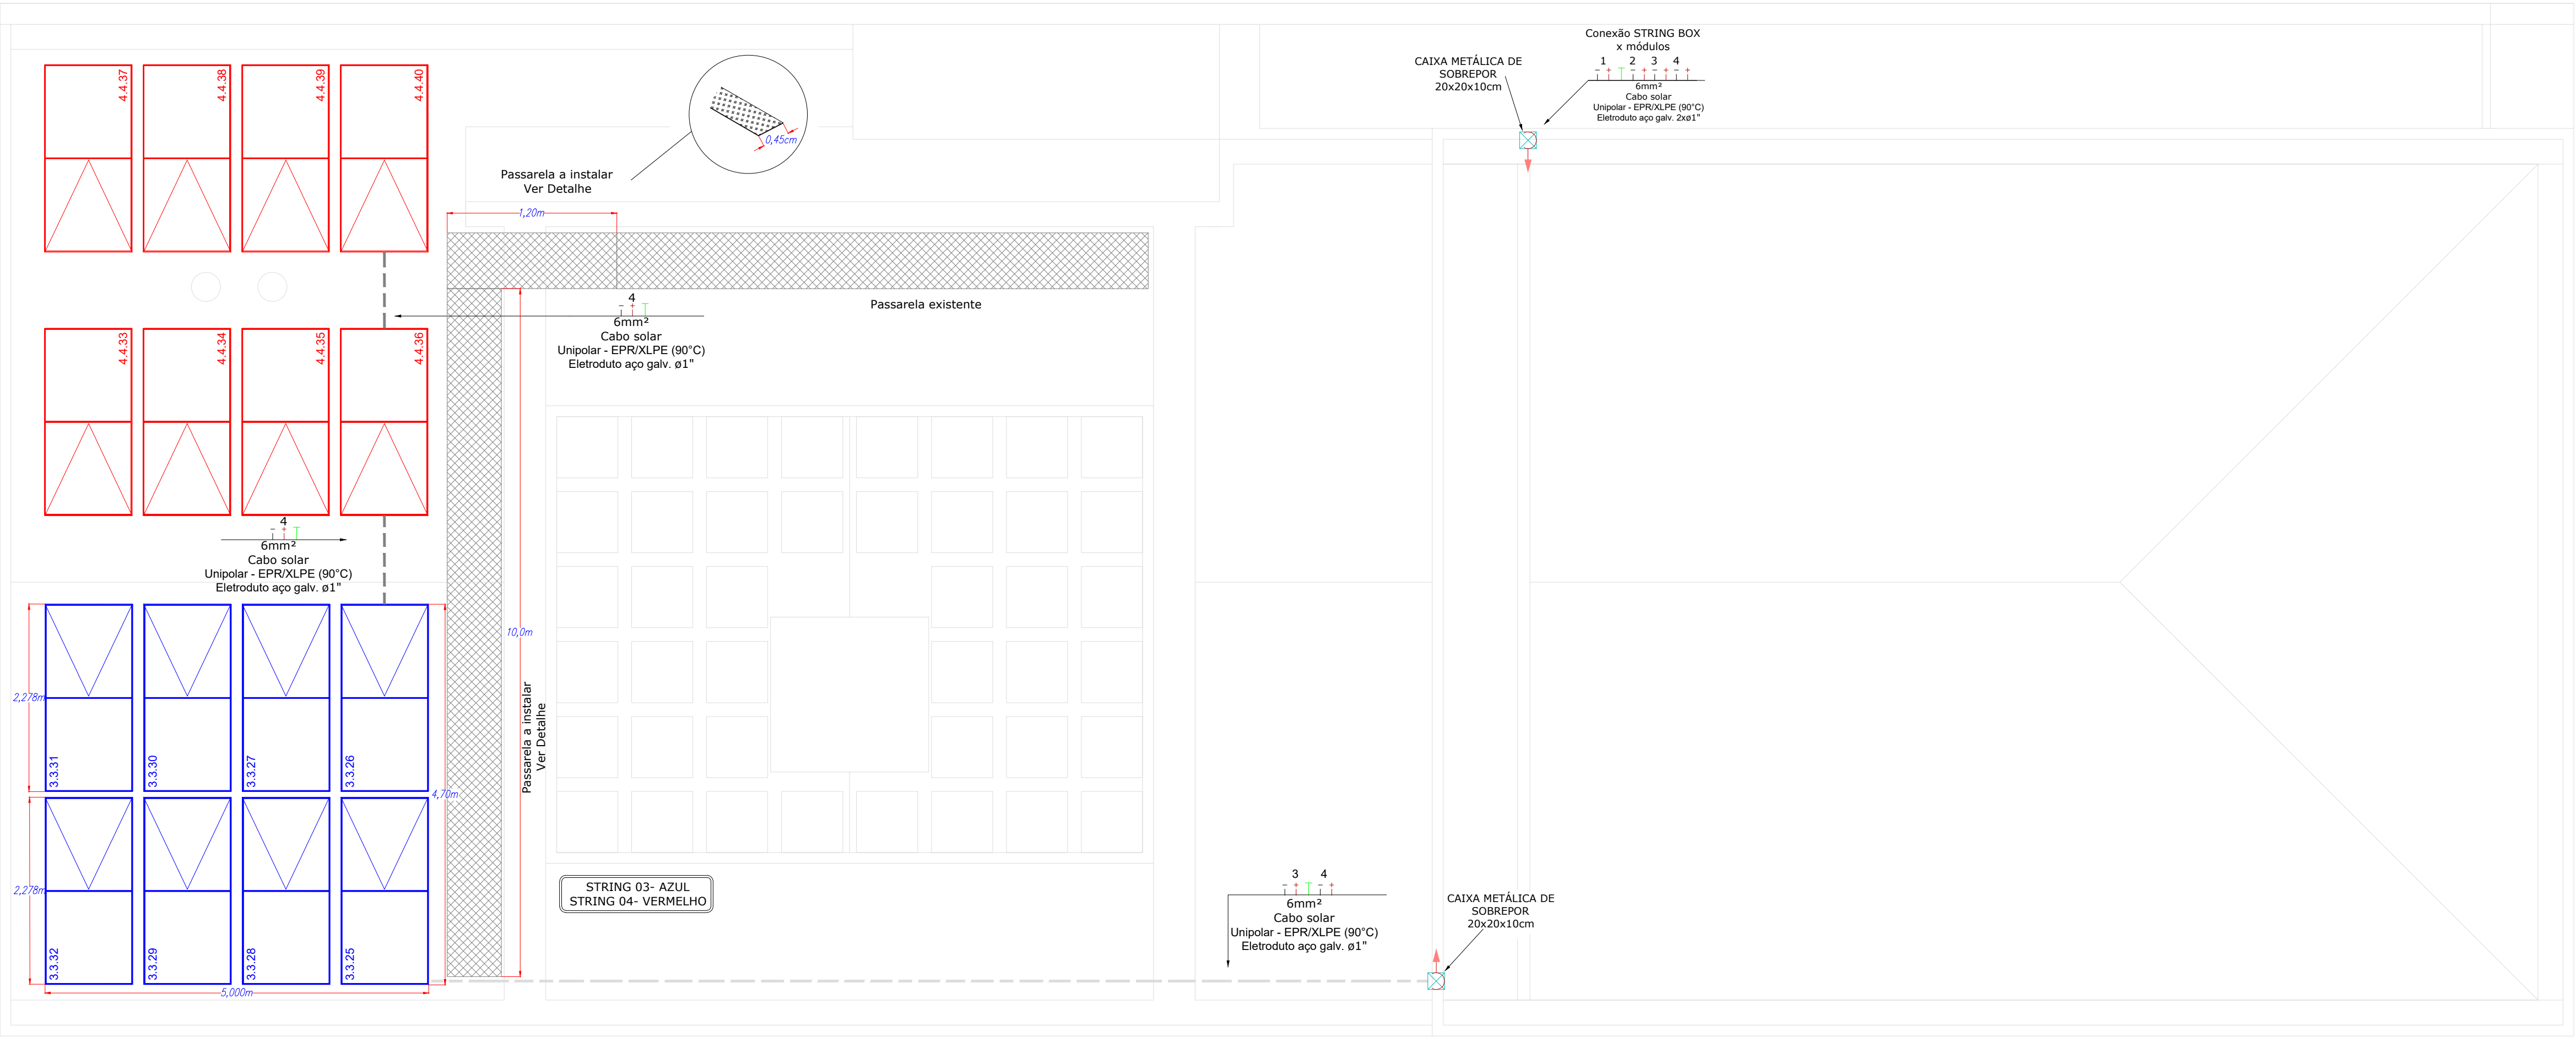 4.4.37
4.4.38
4.4.39
4.4.40
0,45cm
Passarela a instalar
Ver Detalhe
1,20m
CAIXA METÁLICA DE
SOBREPOR
20x20x10cm
Conexão STRING BOX
x módulos
1 2 3 4
- + - + - + - +
6mm²
Cabo solar
Unipolar - EPR/XLPE (90°C)
Eletroduto aço galv. 2xø1"
Passarela existente
4
- +
6mm²
Cabo solar
Unipolar - EPR/XLPE (90°C)
Eletroduto aço galv. ø1"
4.4.33
4.4.34
4.4.35
4.4.36
4
- +
6mm²
Cabo solar
Unipolar - EPR/XLPE (90°C)
Eletroduto aço galv. ø1"
10,0m
Passarela a instalar
Ver Detalhe
2,278m
3.3.31
3.3.30
3.3.27
3.3.26
4,70m
2,278m
3.3.32
3.3.29
3.3.28
3.3.25
5,000m
STRING 03- AZUL
STRING 04- VERMELHO
3 4
- + - +
6mm²
Cabo solar
Unipolar - EPR/XLPE (90°C)
Eletroduto aço galv. ø1"
CAIXA METÁLICA DE
SOBREPOR
20x20x10cm